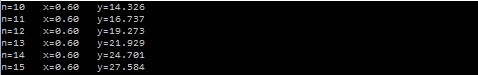 n=10   x=0.60   y=14.326
n=11   x=0.60   y=16.737
n=12   x=0.60   y=19.273
n=13   x=0.60   y=21.929
n=14   x=0.60   y=24.701
n=15   x=0.60   y=27.584